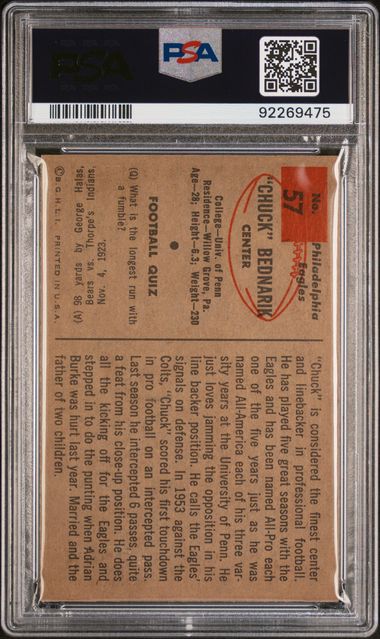 PSA
PSA
92269475
No. 57
Philadelphia Eagles
"CHUCK" BEDNARIK
CENTER
College—Univ. of Penn
Residence—Willow Grove, Pa.
Age—28; Height—6.3; Weight—230
FOOTBALL QUIZ
(Q) What is the longest run with
a fumble?
(A) 98 yards by George Halas,
Bears vs. Thorpe's Indians,
Nov. 4, 1923.
© B.G.H.L.I. PRINTED IN U.S.A.
"Chuck" is considered the finest center
and linebacker in professional football.
He has played five great seasons with the
Eagles and has been named All-Pro each
one of the five years just as he was
named All-America each of his three var-
sity years at the University of Penn. He
just loves jamming the opposition in his
line backer position. He calls the Eagles'
signals on defense. In 1953 against the
Colts, "Chuck" scored his first touchdown
in pro football on an intercepted pass.
Last season he intercepted 6 passes, quite
a feat from his close-up position. He does
all the kicking off for the Eagles and
stepped in to do the punting when Adrian
Burke was hurt last year. Married and the
father of two children.